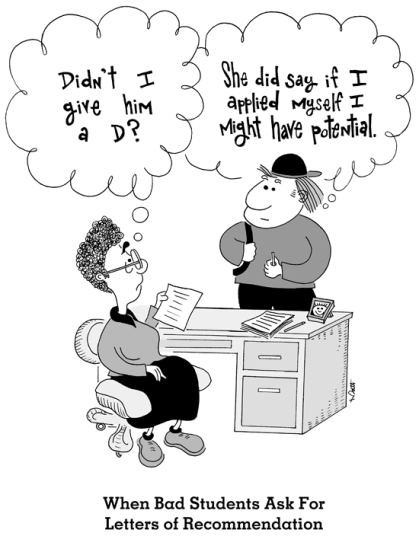 Didn't I
give him
a D?
She did say if I
applied myself I
Might have potential.
When Bad Students Ask For
Letters of Recommendation